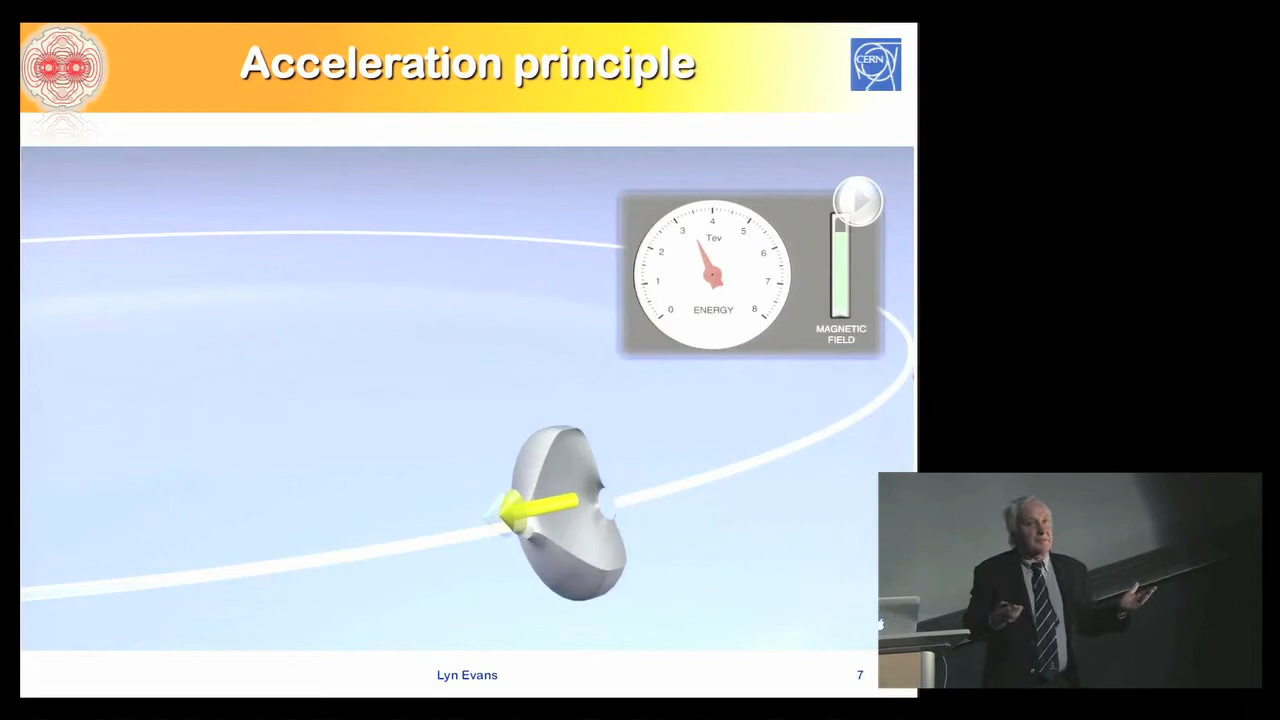 Acceleration principle
CERN
0
1
2
3
4
5
6
7
8
Tev
ENERGY
MAGNETIC
FIELD
Lyn Evans
7